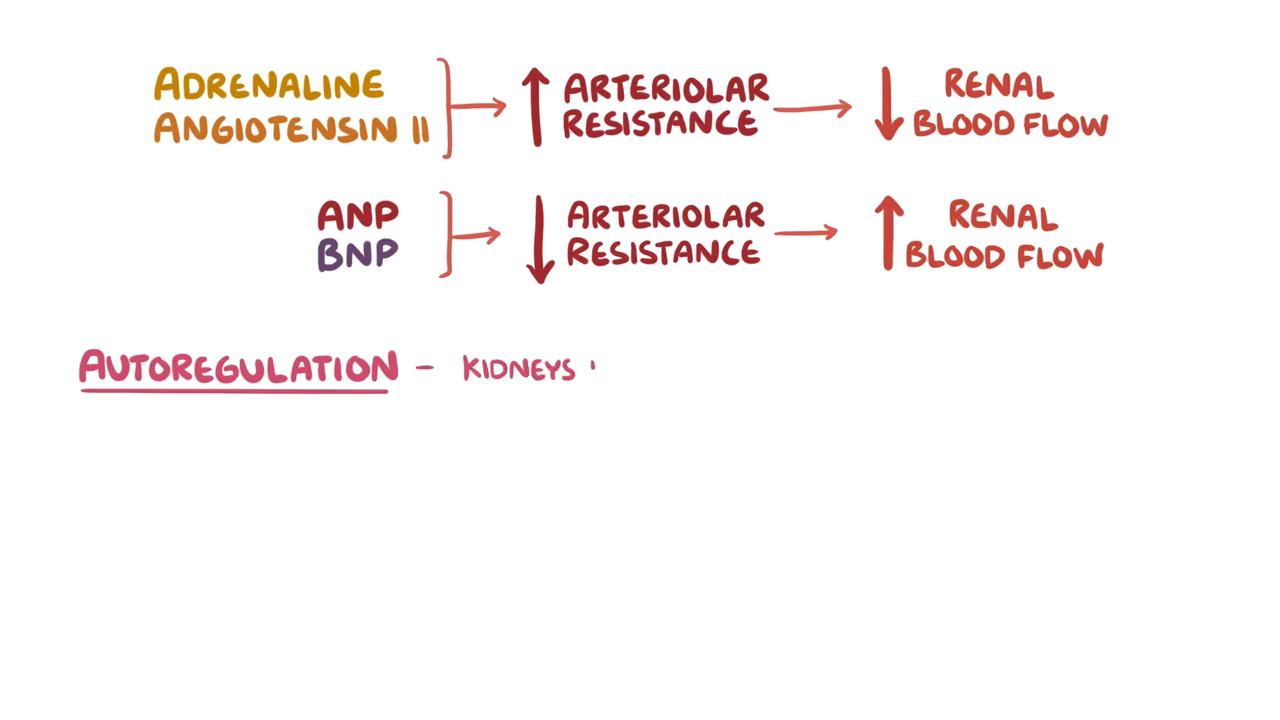 ADRENALINE
ANGIOTENSIN II
↑ ARTERIOLAR
RESISTANCE
↓ RENAL
BLOOD FLOW
ANP
BNP
↓ ARTERIOLAR
RESISTANCE
↑ RENAL
BLOOD FLOW
AUTOREGULATION - KIDNEYS